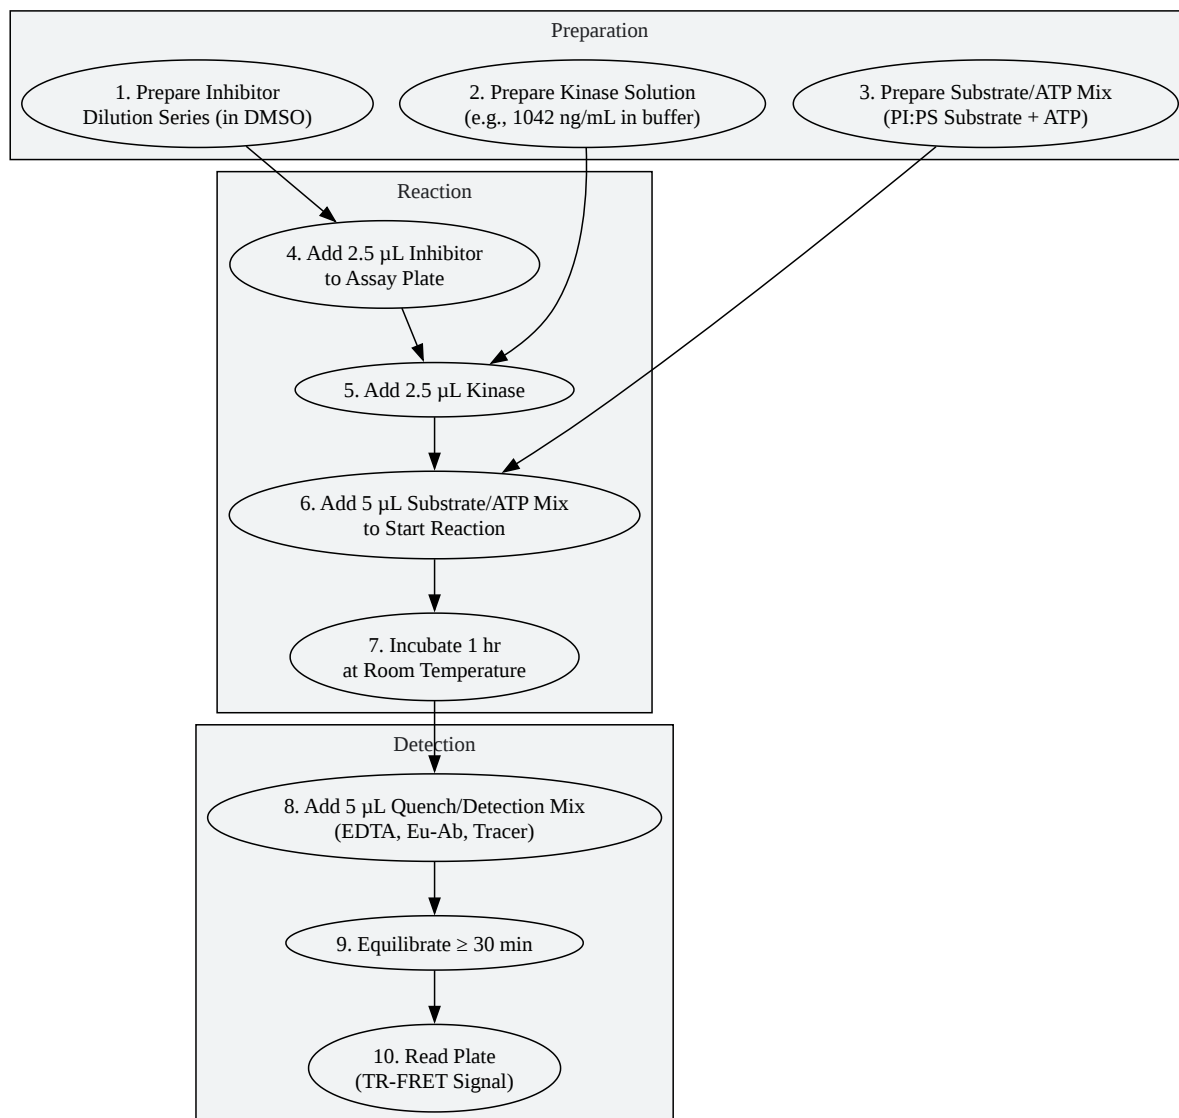 Preparation
1. Prepare Inhibitor
Dilution Series (in DMSO)
2. Prepare Kinase Solution
(e.g., 1042 ng/mL in buffer)
3. Prepare Substrate/ATP Mix
(PI:PS Substrate + ATP)
Reaction
4. Add 2.5 µL Inhibitor
to Assay Plate
5. Add 2.5 µL Kinase
6. Add 5 µL Substrate/ATP Mix
to Start Reaction
7. Incubate 1 hr
at Room Temperature
Detection
8. Add 5 µL Quench/Detection Mix
(EDTA, Eu-Ab, Tracer)
9. Equilibrate ≥ 30 min
10. Read Plate
(TR-FRET Signal)